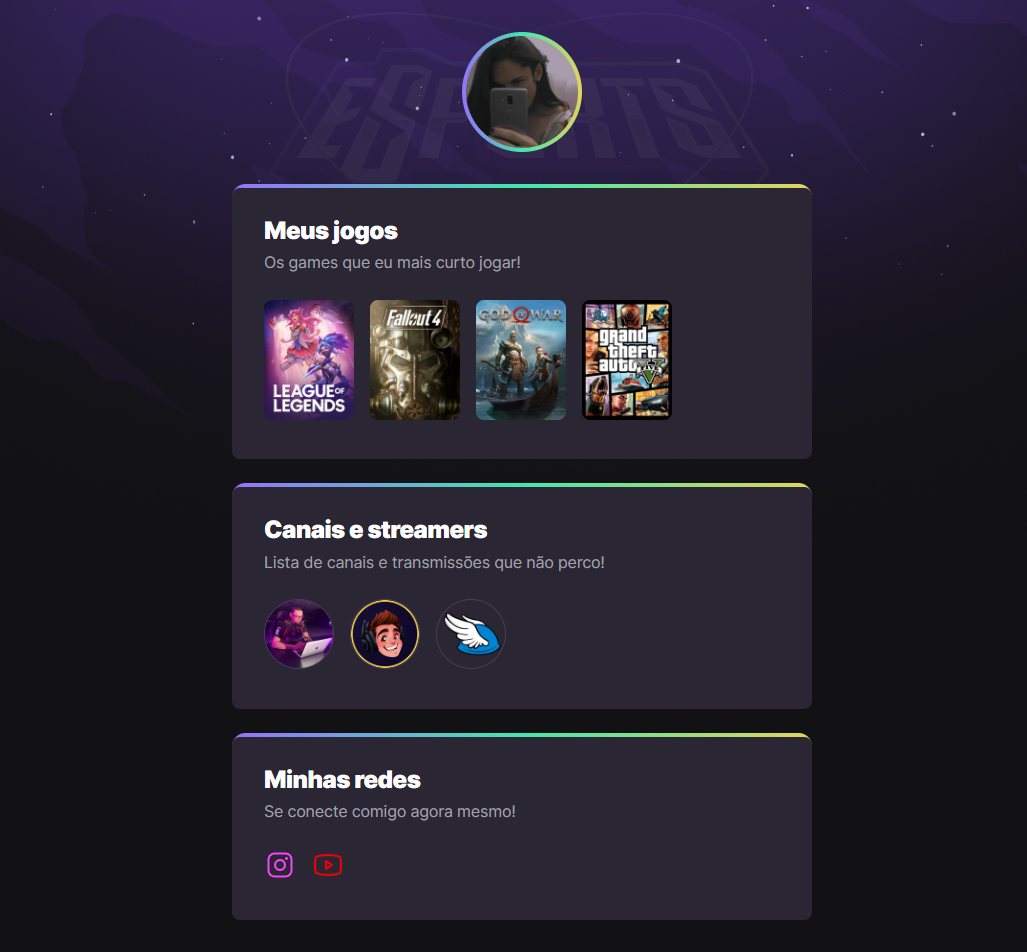 ESPORTS
Meus jogos
Os games que eu mais curto jogar!
LEAGUE OF
LEGENDS
Fallout 4
GOD OF WAR
grand
theft
auto V
FIVE
Canais e streamers
Lista de canais e transmissões que não perco!
Minhas redes
Se conecte comigo agora mesmo!